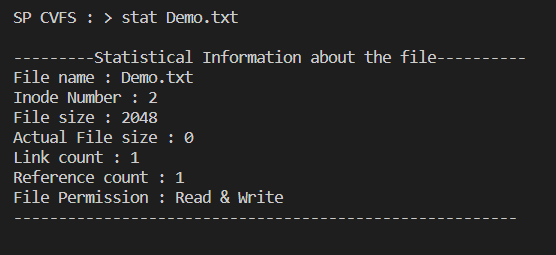 SP CVFS : > stat Demo.txt
---------Statistical Information about the file----------
File name : Demo.txt
Inode Number : 2
File size : 2048
Actual File size : 0
Link count : 1
Reference count : 1
File Permission : Read & Write
--------------------------------------------------------